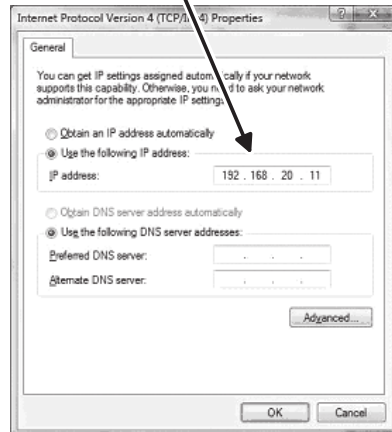 Internet Protocol Version 4 (TCP/IPv4) Properties
General
You can get IP settings assigned automatically if your network
supports this capability. Otherwise, you need to ask your network
administrator for the appropriate IP settings.
Obtain an IP address automatically
Use the following IP address:
IP address: 192 . 168 . 20 . 11
Obtain DNS server address automatically
Use the following DNS server addresses:
Preferred DNS server: . . .
Alternate DNS server: . . .
Advanced...
OK Cancel